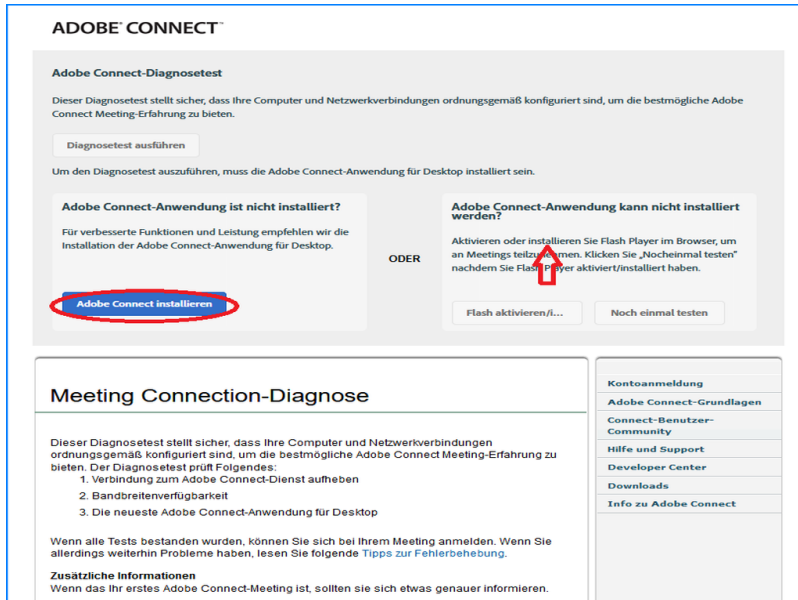 ADOBE® CONNECT™
Adobe Connect-Diagnosetest
Dieser Diagnosetest stellt sicher, dass Ihre Computer und Netzwerkverbindungen ordnungsgemäß konfiguriert sind, um die bestmögliche Adobe
Connect Meeting-Erfahrung zu bieten.
Diagnosetest ausführen
Um den Diagnosetest auszuführen, muss die Adobe Connect-Anwendung für Desktop installiert sein.
Adobe Connect-Anwendung ist nicht installiert?
Für verbesserte Funktionen und Leistung empfehlen wir die
Installation der Adobe Connect-Anwendung für Desktop.
Adobe Connect installieren
ODER
Adobe Connect-Anwendung kann nicht installiert
werden?
Aktivieren oder installieren Sie Flash Player im Browser, um
an Meetings teilzunehmen. Klicken Sie „Nocheinmal testen"
nachdem Sie Flash Player aktiviert/installiert haben.
Flash aktivieren/i...
Noch einmal testen
Meeting Connection-Diagnose
Dieser Diagnosetest stellt sicher, dass Ihre Computer und Netzwerkverbindungen
ordnungsgemäß konfiguriert sind, um die bestmögliche Adobe Connect Meeting-Erfahrung zu
bieten. Der Diagnosetest prüft Folgendes:
1. Verbindung zum Adobe Connect-Dienst aufheben
2. Bandbreitenverfügbarkeit
3. Die neueste Adobe Connect-Anwendung für Desktop
Wenn alle Tests bestanden wurden, können Sie sich bei Ihrem Meeting anmelden. Wenn Sie
allerdings weiterhin Probleme haben, lesen Sie folgende Tipps zur Fehlerbehebung.
Zusätzliche Informationen
Wenn das Ihr erstes Adobe Connect-Meeting ist, sollten sie sich etwas genauer informieren.
Kontoanmeldung
Adobe Connect-Grundlagen
Connect-Benutzer-
Community
Hilfe und Support
Developer Center
Downloads
Info zu Adobe Connect